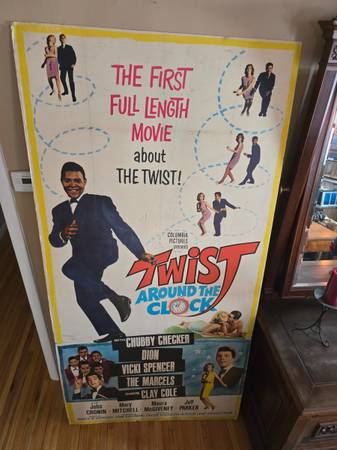 THE FIRST
FULL LENGTH
MOVIE
about
THE TWIST!
COLUMBIA
PICTURES
presents
TWIST
AROUND THE
CLOCK
with CHUBBY CHECKER
DION
VICKI SPENCER
THE MARCELS
CLAY COLE
John
CRONIN
Mary
MITCHELL
Maura
McGIVENEY
Jeff
PARKER